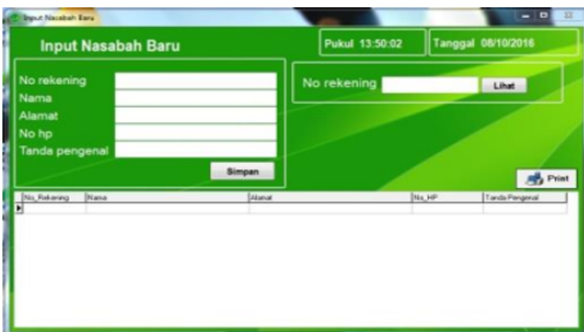 Input Nasabah Baru
Input Nasabah Baru
Pukul 13:50:02
Tanggal 08/10/2016
No rekening
Nama
Alamat
No hp
Tanda pengenal
Simpan
No rekening
Lihat
Print
No_Rekening Nama Alamat No_HP Tanda Pengenal